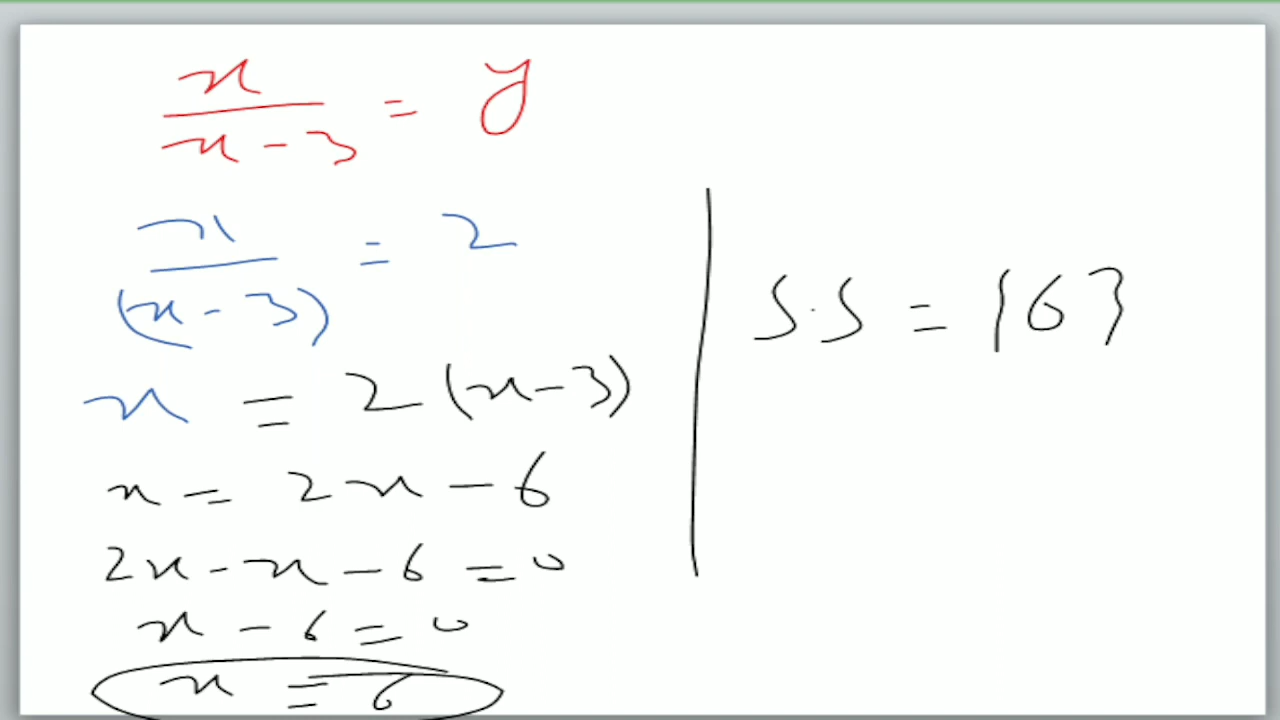 x/(x-3) = y
x/(x-3) = 2
x = 2(x-3)
x = 2x - 6
2x - x - 6 = 0
x - 6 = 0
x = 6
S.S = {6}